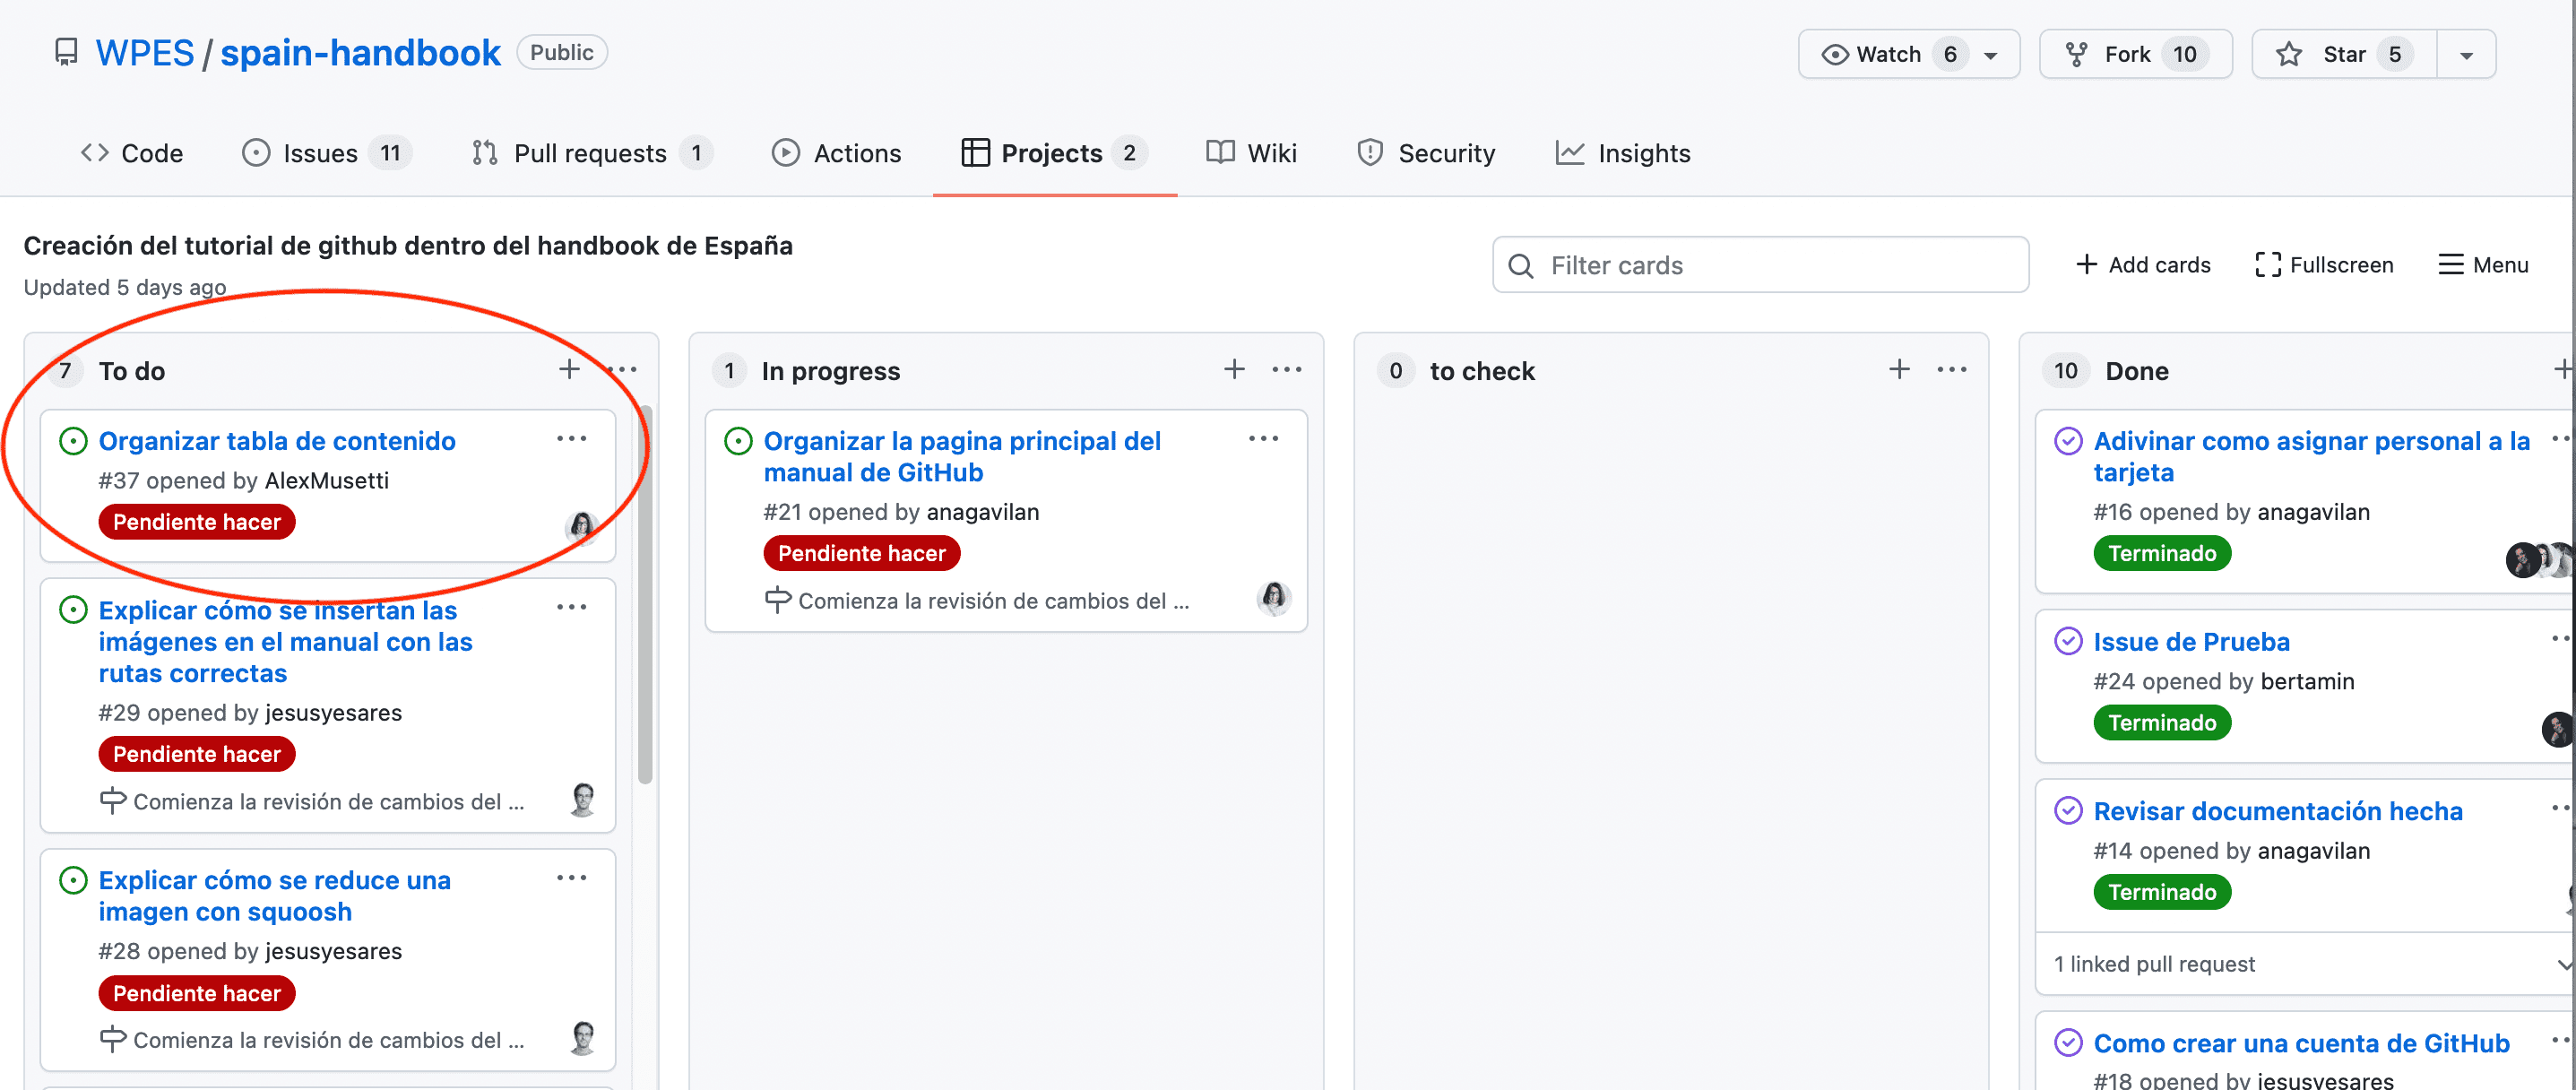 WPES / spain-handbook Public
Watch 6
Fork 10
Star 5
Code
Issues 11
Pull requests 1
Actions
Projects 2
Wiki
Security
Insights
Creación del tutorial de github dentro del handbook de España
Updated 5 days ago
Filter cards
Add cards
Fullscreen
Menu
7 To do
Organizar tabla de contenido
#37 opened by AlexMusetti
Pendiente hacer
Explicar cómo se insertan las
imágenes en el manual con las
rutas correctas
#29 opened by jesusyesares
Pendiente hacer
Comienza la revisión de cambios del ...
Explicar cómo se reduce una
imagen con squoosh
#28 opened by jesusyesares
Pendiente hacer
Comienza la revisión de cambios del ...
1 In progress
Organizar la pagina principal del
manual de GitHub
#21 opened by anagavilan
Pendiente hacer
Comienza la revisión de cambios del ...
0 to check
10 Done
Adivinar como asignar personal a la
tarjeta
#16 opened by anagavilan
Terminado
Issue de Prueba
#24 opened by bertamin
Terminado
Revisar documentación hecha
#14 opened by anagavilan
Terminado
1 linked pull request
Como crear una cuenta de GitHub
#18 opened by jesusyesares